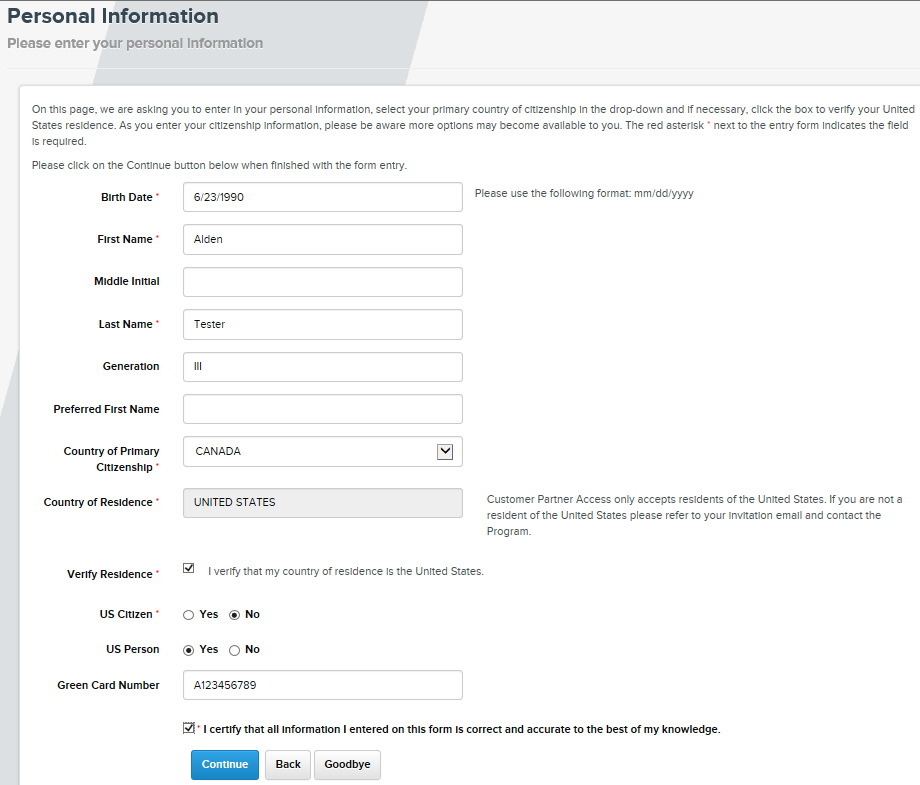 Personal Information
Please enter your personal information
On this page, we are asking you to enter in your personal information, select your primary country of citizenship in the drop-down and if necessary, click the box to verify your United
States residence. As you enter your citizenship information, please be aware more options may become available to you. The red asterisk * next to the entry form indicates the field
is required.
Please click on the Continue button below when finished with the form entry.
Birth Date * 6/23/1990 Please use the following format: mm/dd/yyyy
First Name * Alden
Middle Initial
Last Name * Tester
Generation III
Preferred First Name
Country of Primary
Citizenship * CANADA
Country of Residence * UNITED STATES
Customer Partner Access only accepts residents of the United States. If you are not a
resident of the United States please refer to your invitation email and contact the
Program.
Verify Residence * I verify that my country of residence is the United States.
US Citizen * Yes No
US Person Yes No
Green Card Number A123456789
* I certify that all information I entered on this form is correct and accurate to the best of my knowledge.
Continue Back Goodbye